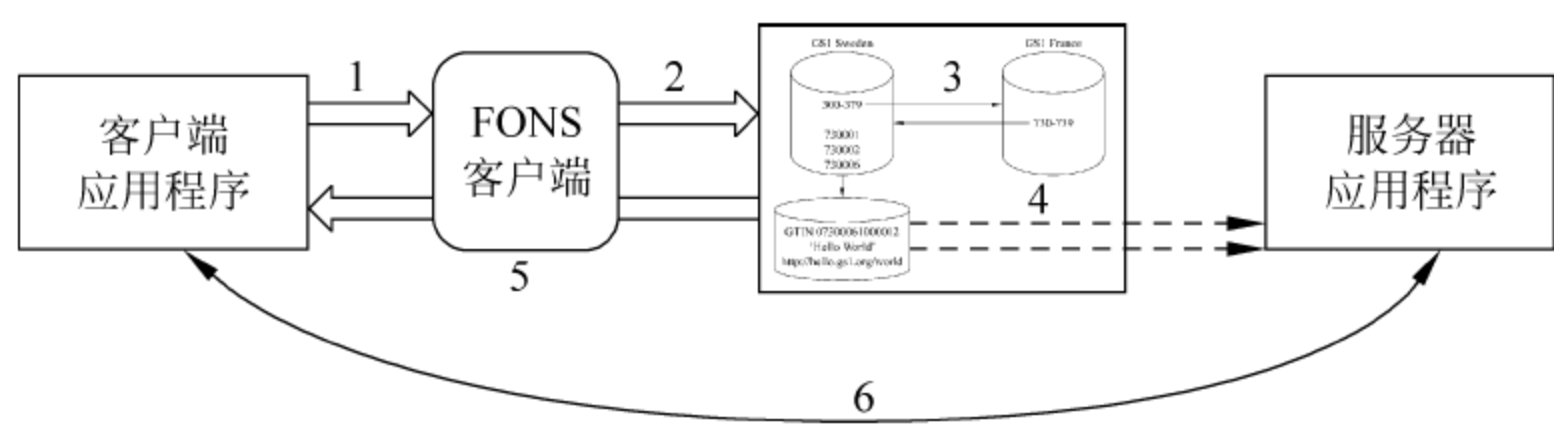 客户端
应用程序
1
FONS
客户端
5
2
GS1 Sweden
300-379
730001
730002
730006
3
GS1 France
730-739
GTIN 07300061000012
"Hello World"
http://hello.gs1.org/world
4
服务器
应用程序
6